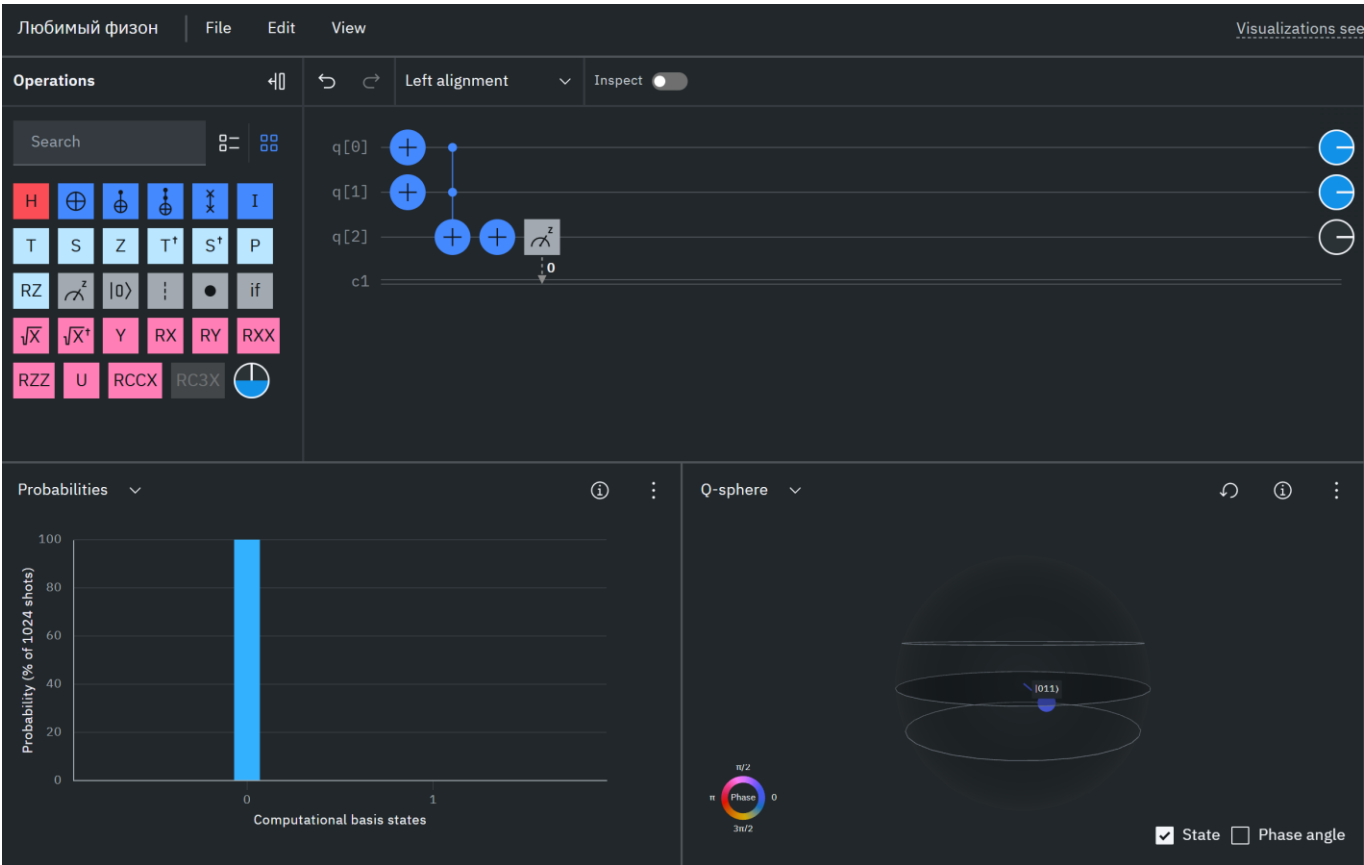 Любимый физон File Edit View Visualizations see
Operations Left alignment Inspect
Search
q[0]
q[1]
q[2] z
0
c1
H I
T S Z T† S† P
RZ z |0⟩ if
√X √X† Y RX RY RXX
RZZ U RCCX RC3X
Probabilities
Probability (% of 1024 shots)
100
80
60
40
20
0
0 1
Computational basis states
Q-sphere
|011⟩
π/2
π Phase 0
3π/2
State Phase angle